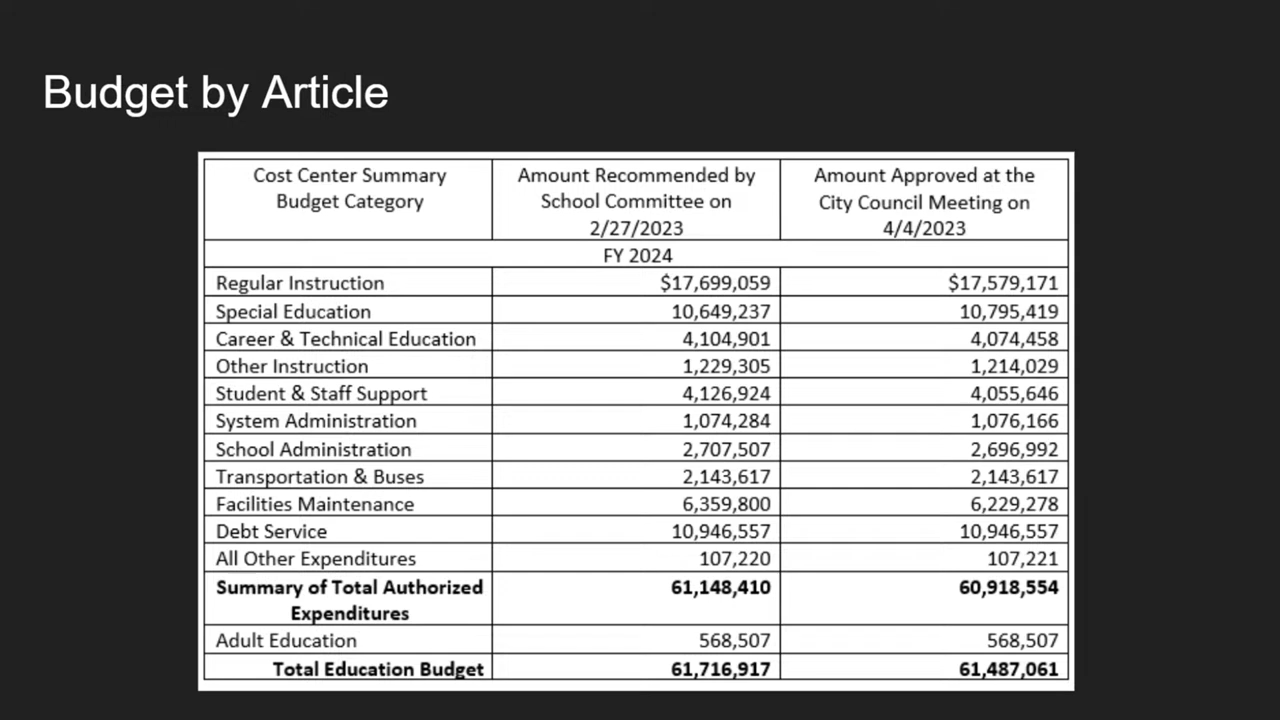 Budget by Article
Cost Center Summary Budget Category | Amount Recommended by School Committee on 2/27/2023 | Amount Approved at the City Council Meeting on 4/4/2023
FY 2024
Regular Instruction $17,699,059 $17,579,171
Special Education 10,649,237 10,795,419
Career & Technical Education 4,104,901 4,074,458
Other Instruction 1,229,305 1,214,029
Student & Staff Support 4,126,924 4,055,646
System Administration 1,074,284 1,076,166
School Administration 2,707,507 2,696,992
Transportation & Buses 2,143,617 2,143,617
Facilities Maintenance 6,359,800 6,229,278
Debt Service 10,946,557 10,946,557
All Other Expenditures 107,220 107,221
Summary of Total Authorized Expenditures 61,148,410 60,918,554
Adult Education 568,507 568,507
Total Education Budget 61,716,917 61,487,061